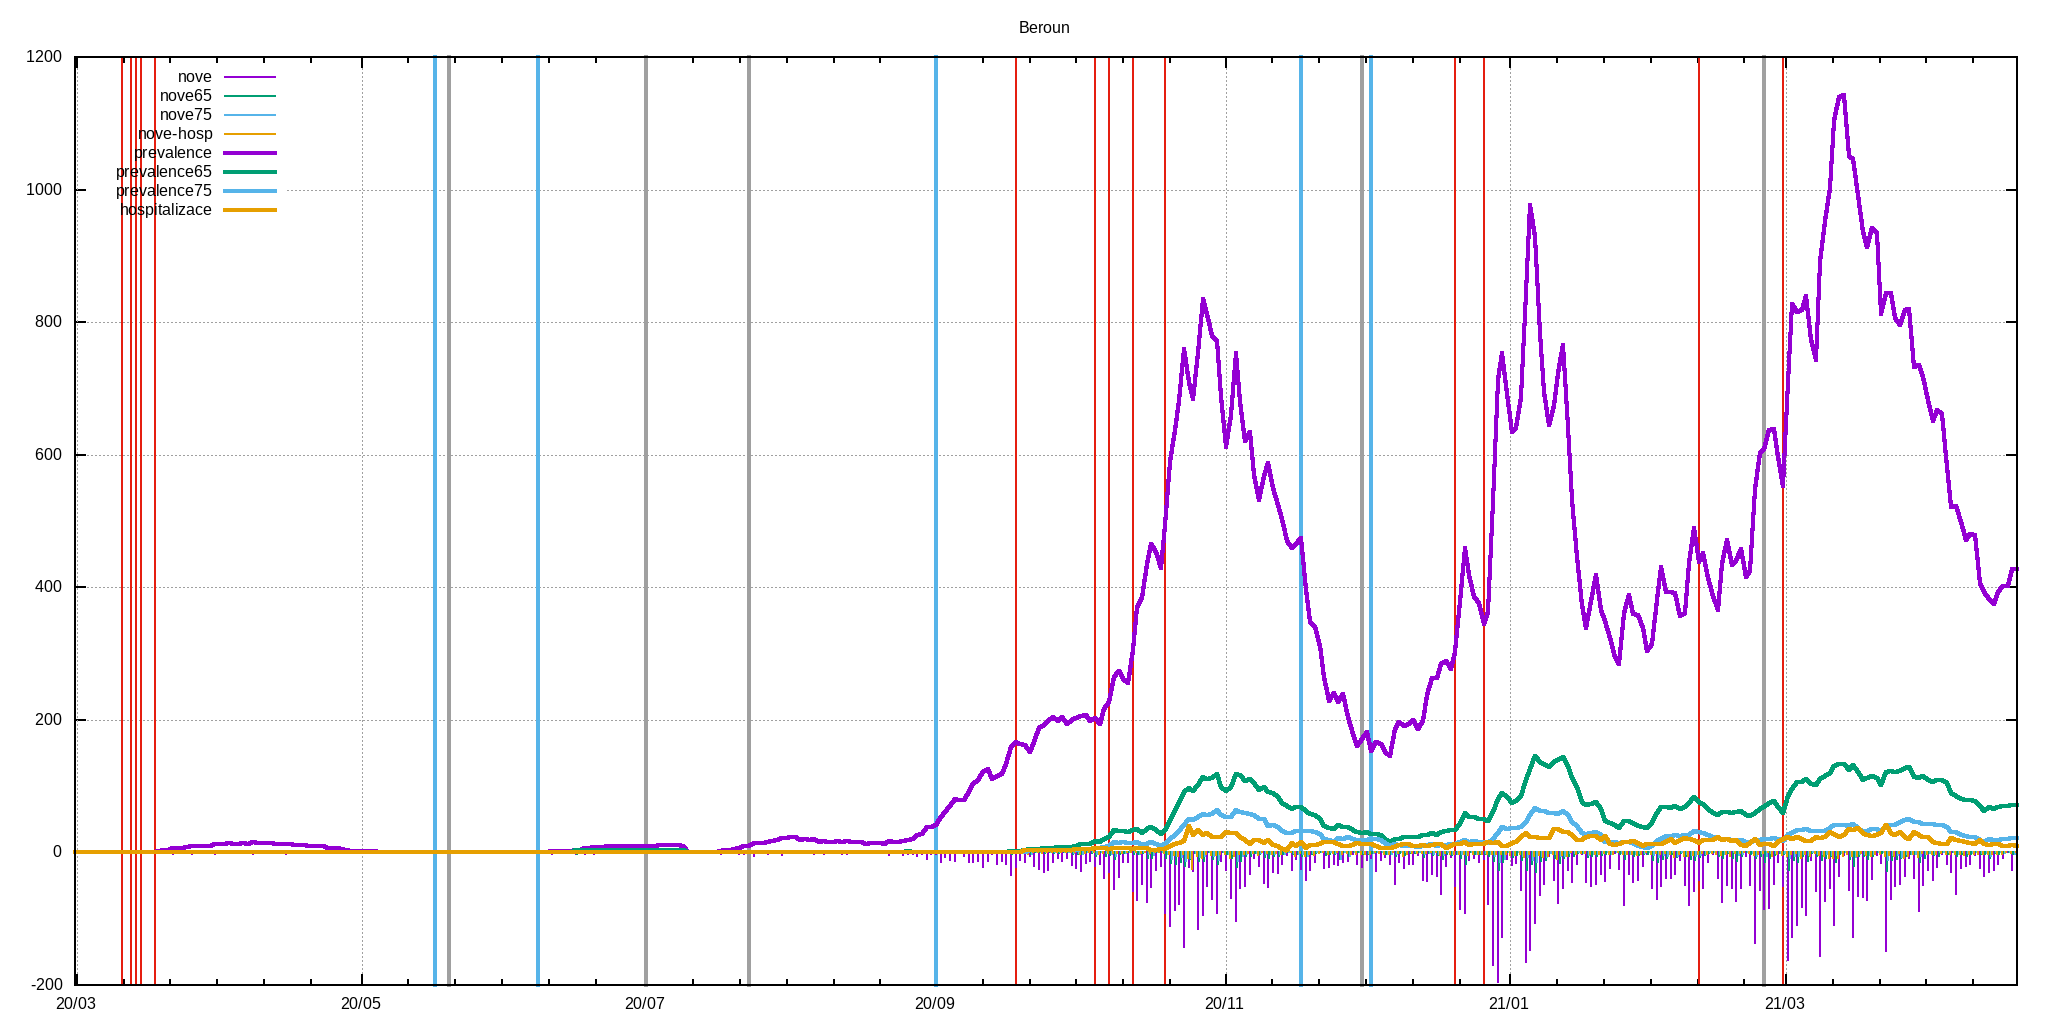 Beroun
1200
1000
800
600
400
200
0
-200
nove
nove65
nove75
nove-hosp
prevalence
prevalence65
prevalence75
hospitalizace
20/03 20/05 20/07 20/09 20/11 21/01 21/03